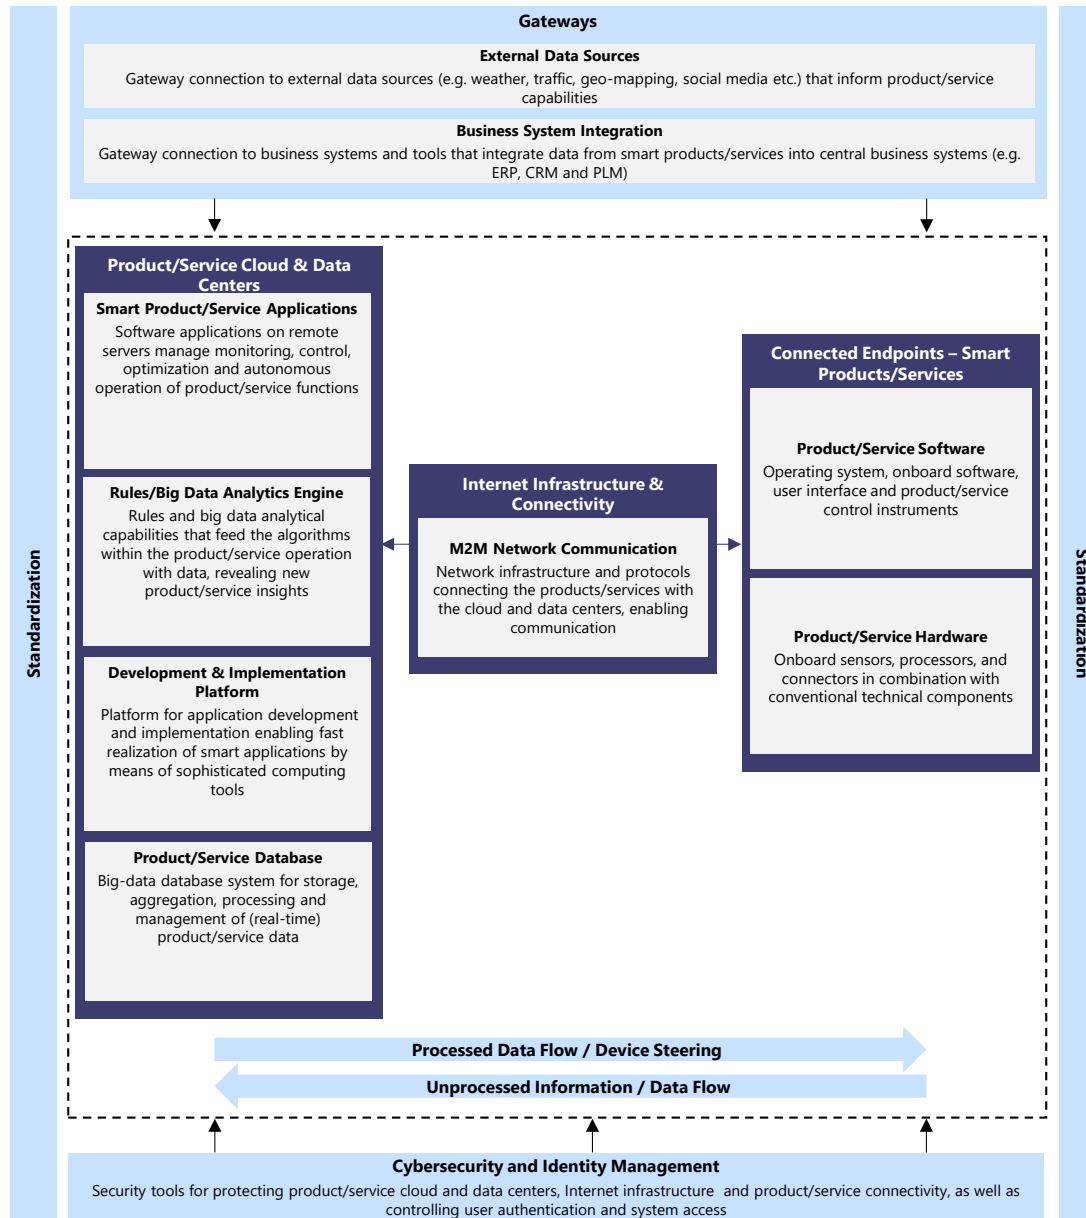 Gateways
External Data Sources
Gateway connection to external data sources (e.g. weather, traffic, geo-mapping, social media etc.) that inform product/service
capabilities
Business System Integration
Gateway connection to business systems and tools that integrate data from smart products/services into central business systems (e.g.
ERP, CRM and PLM)
Standardization
Product/Service Cloud & Data
Centers
Smart Product/Service Applications
Software applications on remote
servers manage monitoring, control,
optimization and autonomous
operation of product/service functions
Rules/Big Data Analytics Engine
Rules and big data analytical
capabilities that feed the algorithms
within the product/service operation
with data, revealing new
product/service insights
Development & Implementation
Platform
Platform for application development
and implementation enabling fast
realization of smart applications by
means of sophisticated computing
tools
Product/Service Database
Big-data database system for storage,
aggregation, processing and
management of (real-time)
product/service data
Internet Infrastructure &
Connectivity
M2M Network Communication
Network infrastructure and protocols
connecting the products/services with
the cloud and data centers, enabling
communication
Connected Endpoints – Smart
Products/Services
Product/Service Software
Operating system, onboard software,
user interface and product/service
control instruments
Product/Service Hardware
Onboard sensors, processors, and
connectors in combination with
conventional technical components
Standardization
Processed Data Flow / Device Steering
Unprocessed Information / Data Flow
Cybersecurity and Identity Management
Security tools for protecting product/service cloud and data centers, Internet infrastructure and product/service connectivity, as well as
controlling user authentication and system access